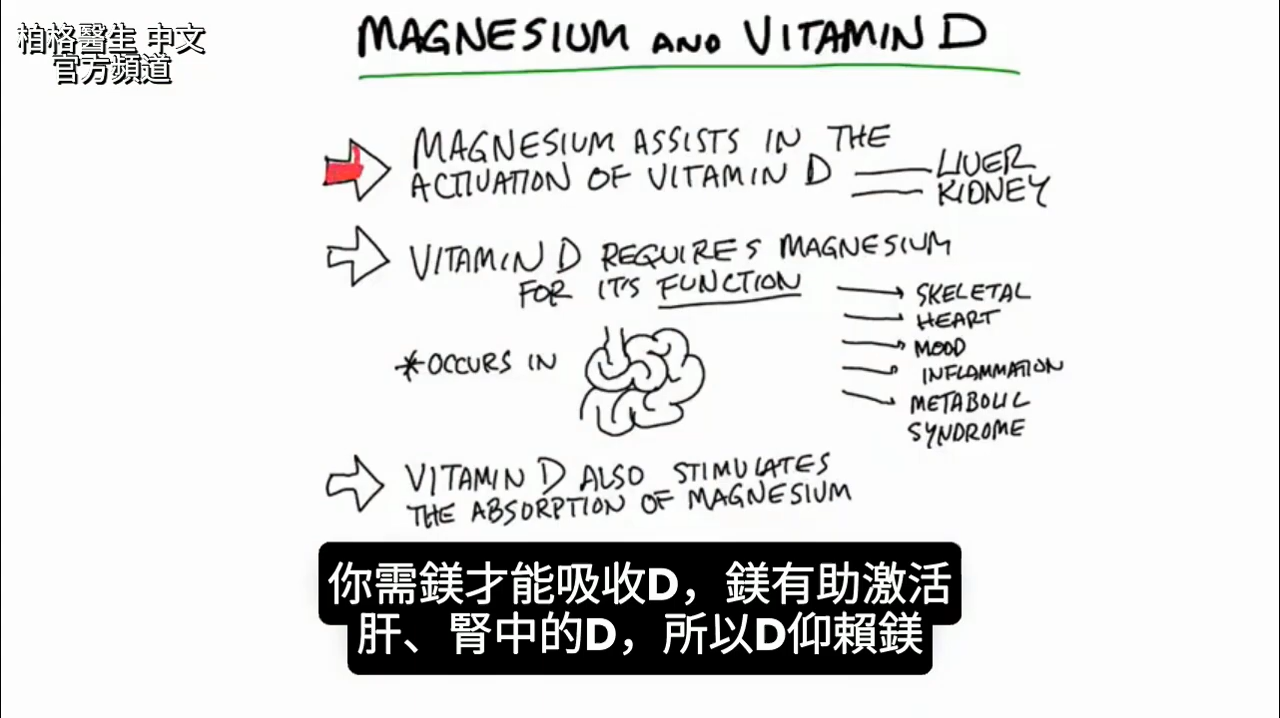 柏格醫生 中文
官方頻道
MAGNESIUM AND VITAMIN D
MAGNESIUM ASSISTS IN THE
ACTIVATION OF VITAMIN D
LIVER
KIDNEY
VITAMIN D REQUIRES MAGNESIUM
FOR IT'S FUNCTION
SKELETAL
HEART
MOOD
INFLAMMATION
METABOLIC
SYNDROME
*OCCURS IN
VITAMIN D ALSO STIMULATES
THE ABSORPTION OF MAGNESIUM
你需鎂才能吸收D，鎂有助激活
肝、腎中的D，所以D仰賴鎂